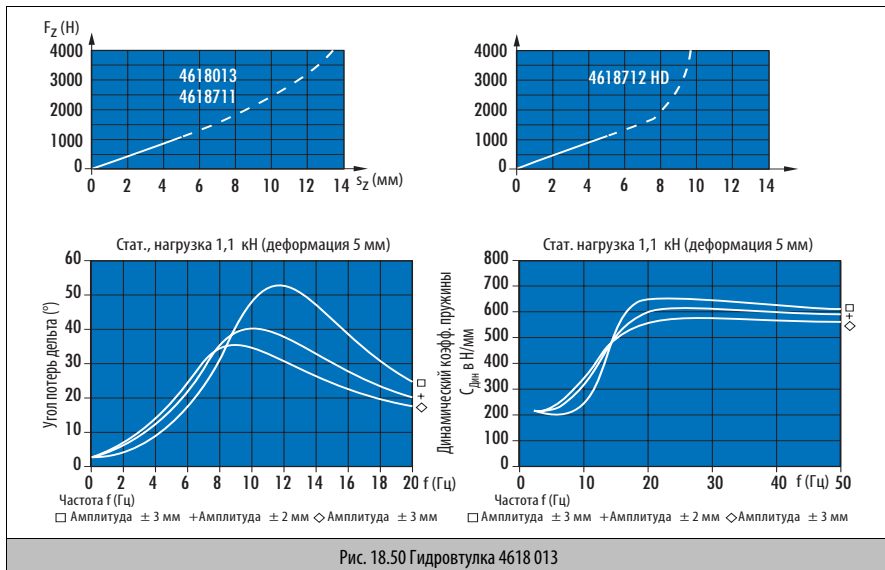 F_Z (Н)
4000
3000
2000
1000
0
4618013
4618711
0 2 4 6 8 10 12 14 s_Z (мм)
4000
3000
2000
1000
0
4618712 HD
0 2 4 6 8 10 12 14
Стат., нагрузка 1,1 кН (деформация 5 мм)
Угол потерь дельта (°)
60
50
40
30
20
10
0
□
+
◇
0 2 4 6 8 10 12 14 16 18 20 f (Гц)
Частота f (Гц)
□ Амплитуда ± 3 мм +Амплитуда ± 2 мм ◇ Амплитуда ± 3 мм
Стат. нагрузка 1,1 кН (деформация 5 мм)
Динамический коэфф. пружины
C_Дин в Н/мм
800
700
600
500
400
300
200
100
0
□
+
◇
0 10 20 30 40 f (Гц) 50
Частота f (Гц)
□ Амплитуда ± 3 мм +Амплитуда ± 2 мм ◇ Амплитуда ± 3 мм
Рис. 18.50 Гидровтулка 4618 013